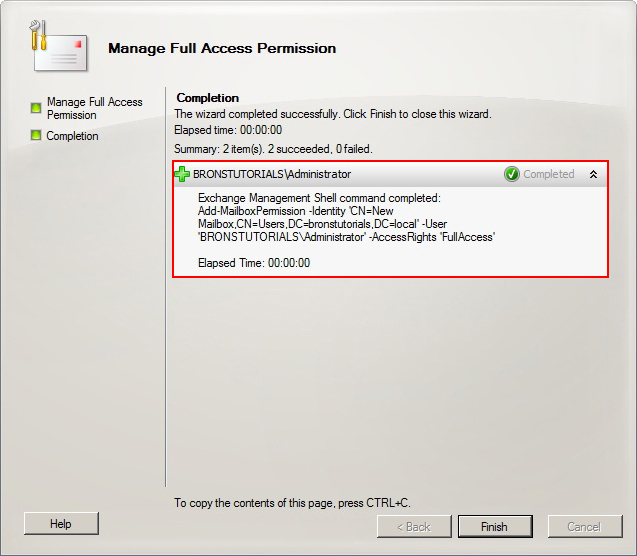 Manage Full Access Permission
Manage Full Access
Permission
Completion
Completion
The wizard completed successfully. Click Finish to close this wizard.
Elapsed time: 00:00:00
Summary: 2 item(s). 2 succeeded, 0 failed.
BRONSTUTORIALS\Administrator
Completed
Exchange Management Shell command completed:
Add-MailboxPermission -Identity 'CN=New
Mailbox,CN=Users,DC=bronstutorials,DC=local' -User
'BRONSTUTORIALS\Administrator' -AccessRights 'FullAccess'
Elapsed Time: 00:00:00
To copy the contents of this page, press CTRL+C.
Help
< Back
Finish
Cancel